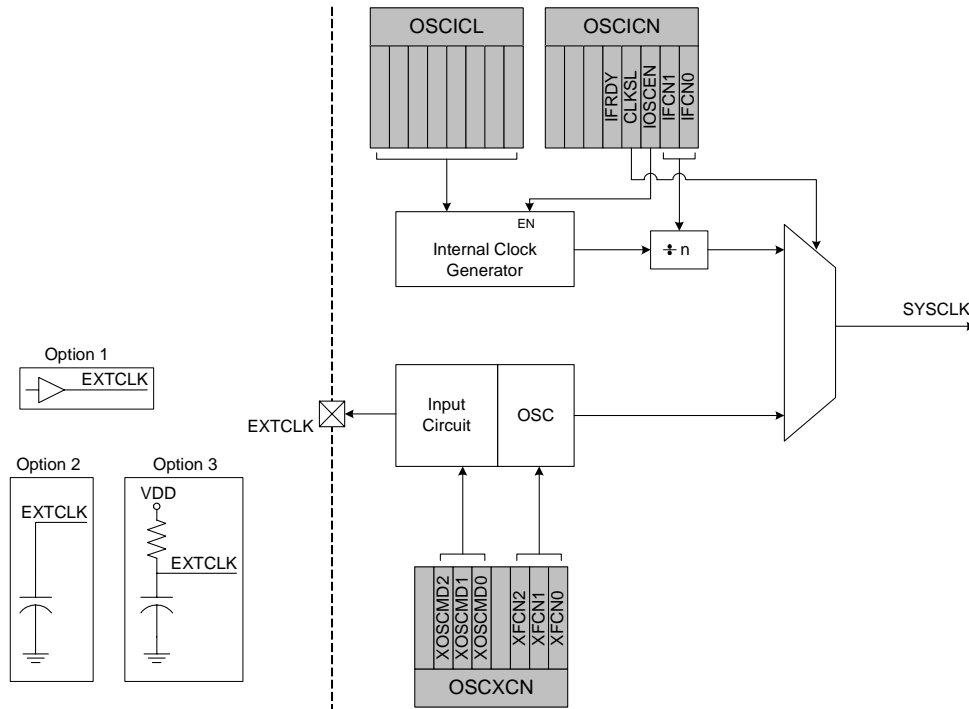 OSCICL
OSCICN
IFRDY
CLKSL
IOSCEN
IFCN1
IFCN0
EN
Internal Clock
Generator
÷ n
SYSCLK
Option 1
EXTCLK
EXTCLK
Input
Circuit
OSC
Option 2
EXTCLK
Option 3
VDD
EXTCLK
XOSCMD2
XOSCMD1
XOSCMD0
XFCN2
XFCN1
XFCN0
OSCXCN